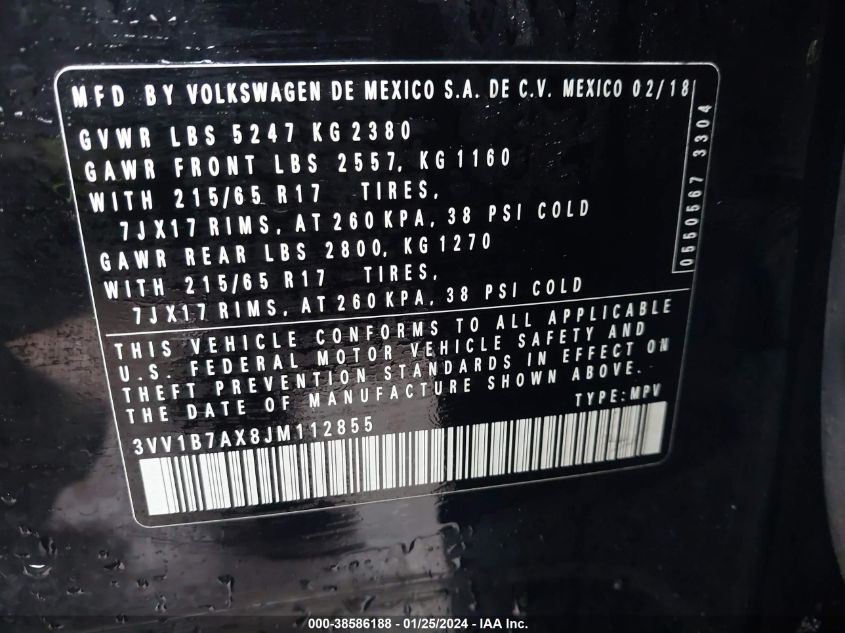 MFD BY VOLKSWAGEN DE MEXICO S.A. DE C.V. MEXICO 02/18
GVWR LBS 5247 KG 2380
GAWR FRONT LBS 2557, KG 1160
WITH 215/65 R17 TIRES,
7JX17 RIMS, AT 260 KPA, 38 PSI COLD
GAWR REAR LBS 2800, KG 1270
WITH 215/65 R17 TIRES,
7JX17 RIMS, AT 260 KPA, 38 PSI COLD
0550567 3304
THIS VEHICLE CONFORMS TO ALL APPLICABLE
U.S. FEDERAL MOTOR VEHICLE SAFETY AND
THEFT PREVENTION STANDARDS IN EFFECT ON
THE DATE OF MANUFACTURE SHOWN ABOVE.
TYPE: MPV
3VV1B7AX8JM112855
000-38586188 - 01/25/2024 - IAA Inc.